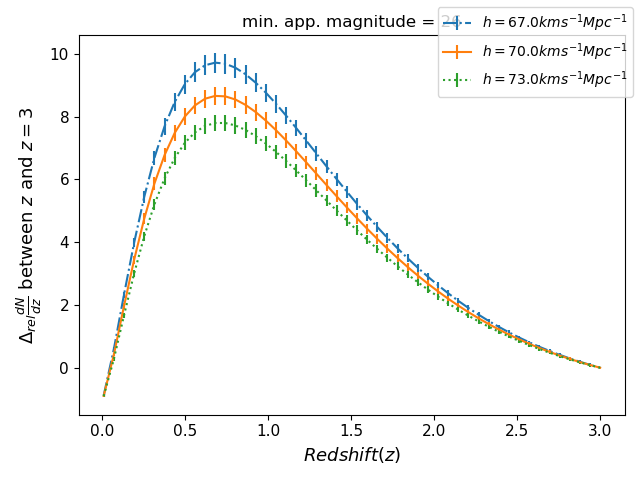 min. app. magnitude = 26
h = 67.0kms⁻¹Mpc⁻¹
h = 70.0kms⁻¹Mpc⁻¹
h = 73.0kms⁻¹Mpc⁻¹
Δ_rel dN/dz between z and z = 3
10
8
6
4
2
0
0.0 0.5 1.0 1.5 2.0 2.5 3.0
Redshift(z)